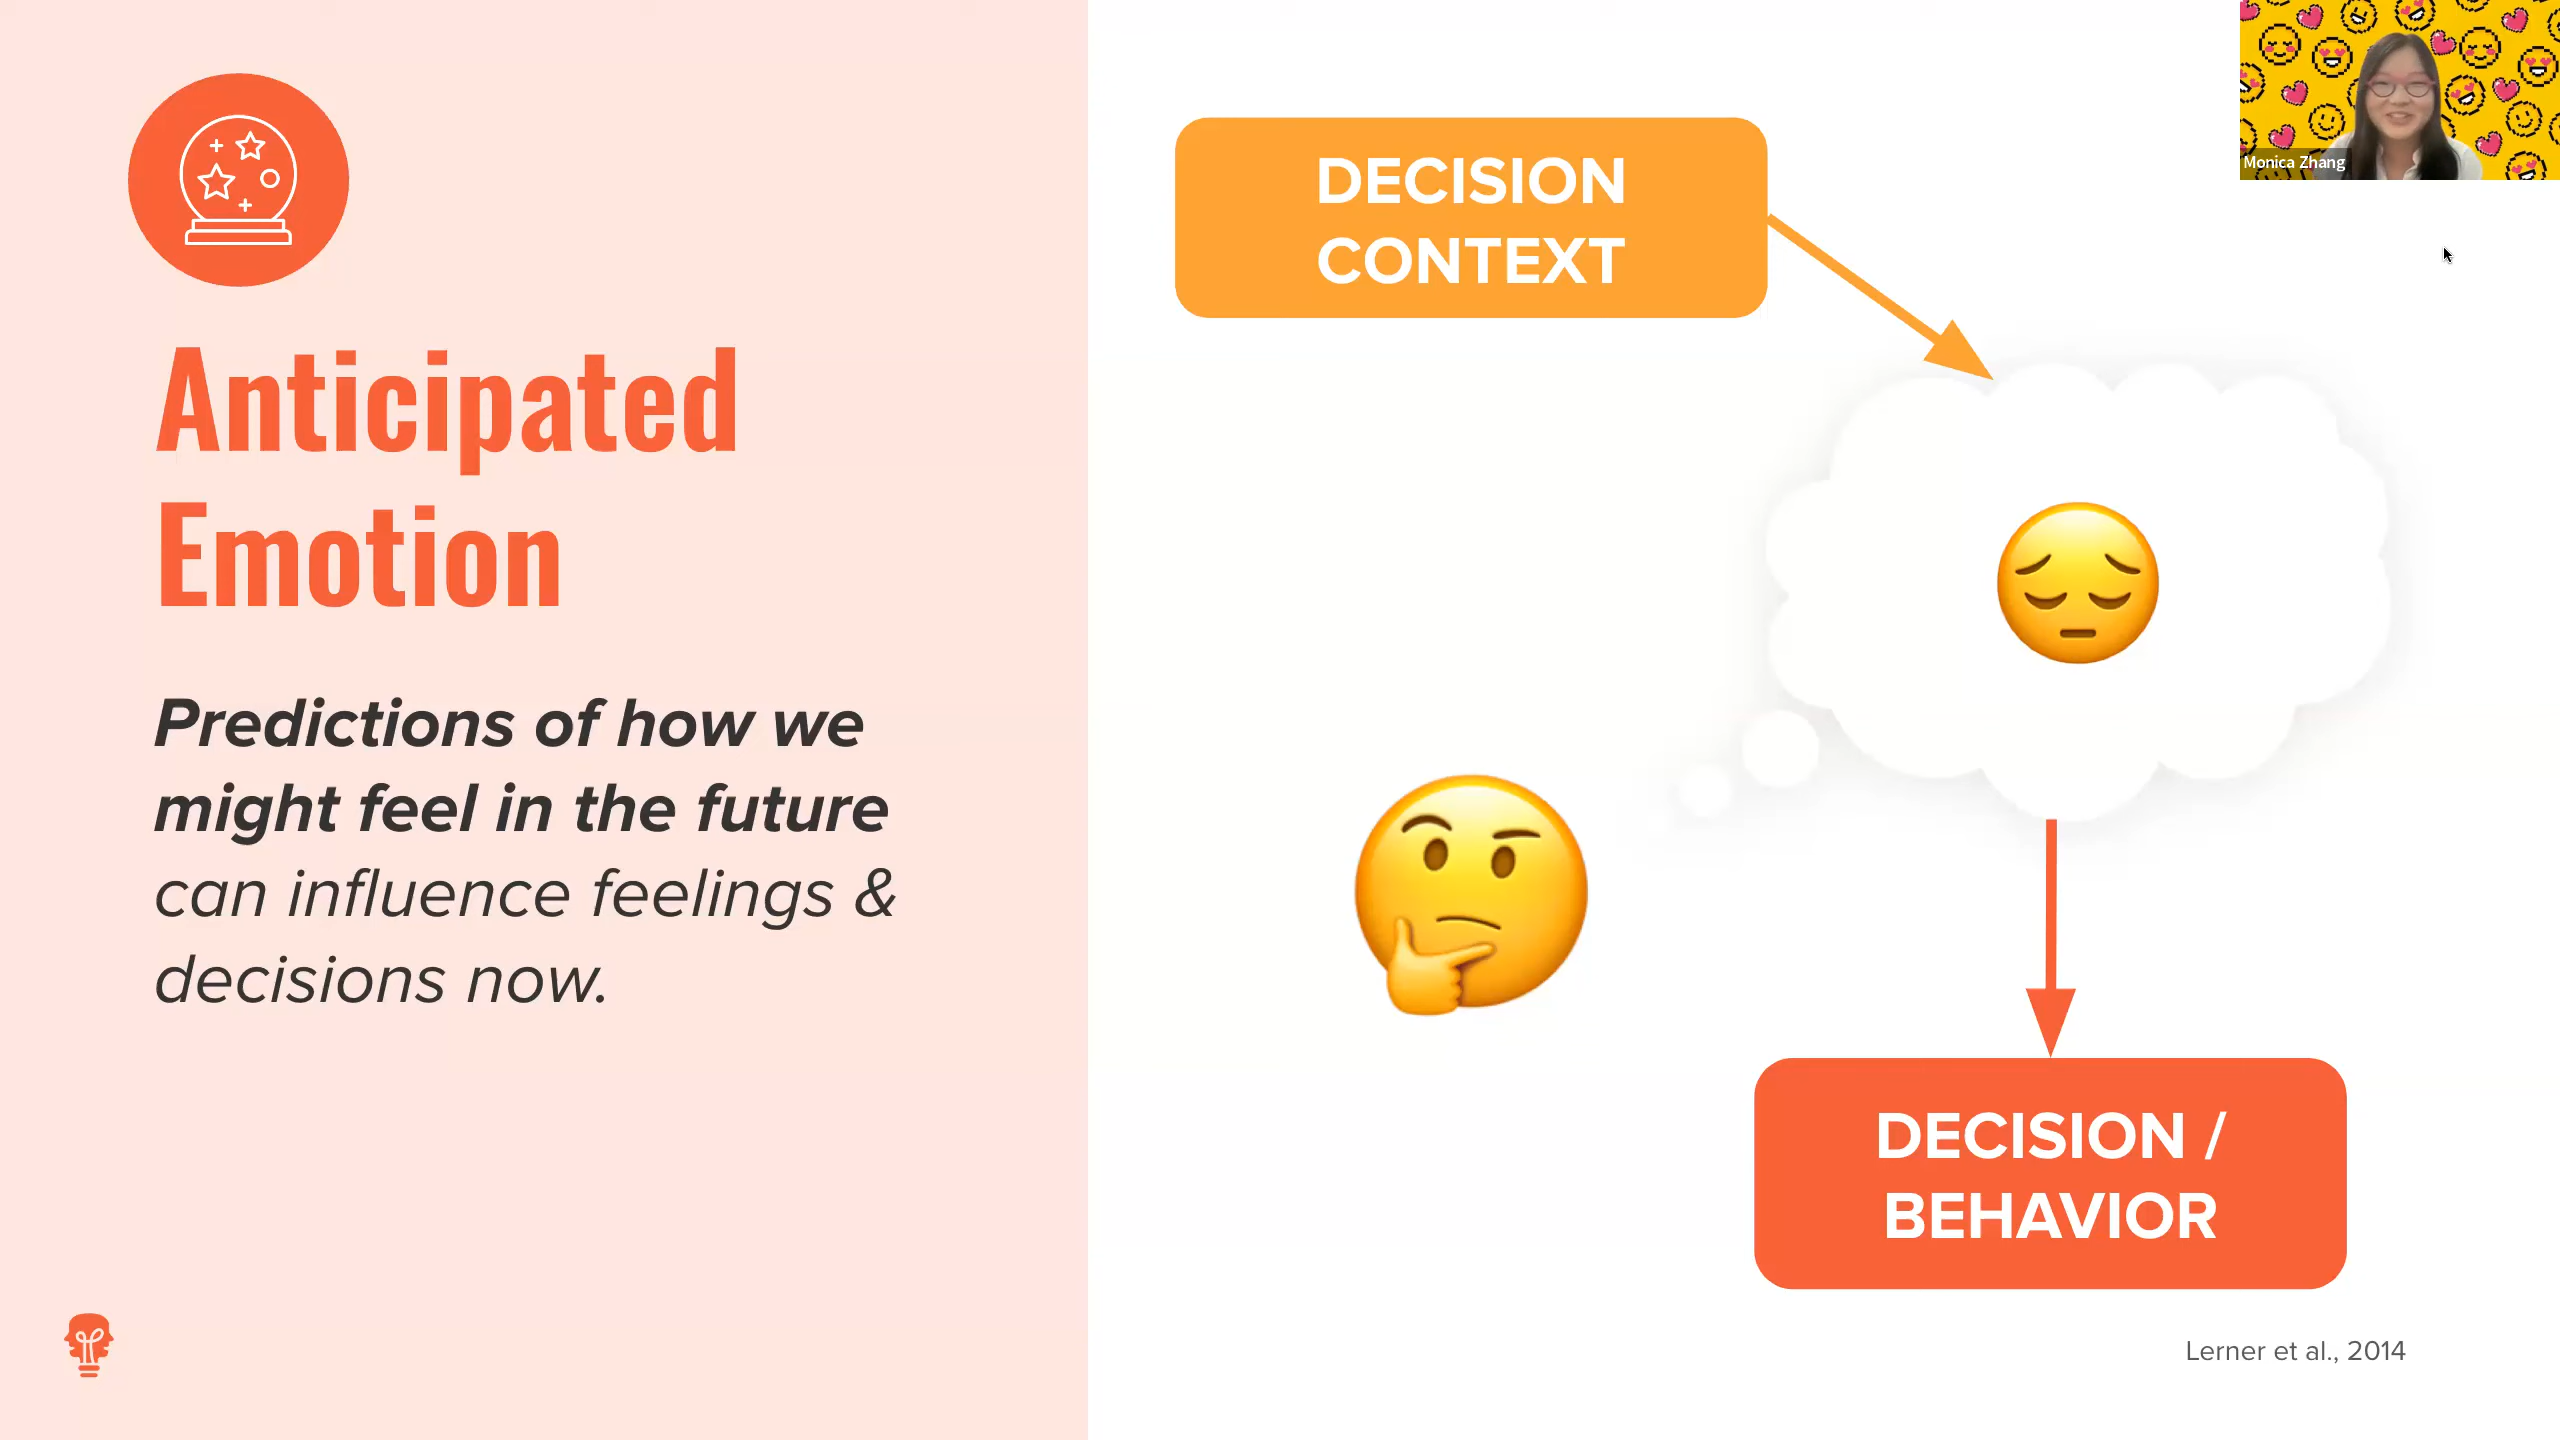 Anticipated
Emotion
Predictions of how we
might feel in the future
can influence feelings &
decisions now.
DECISION
CONTEXT
DECISION /
BEHAVIOR
Lerner et al., 2014
Monica Zhang